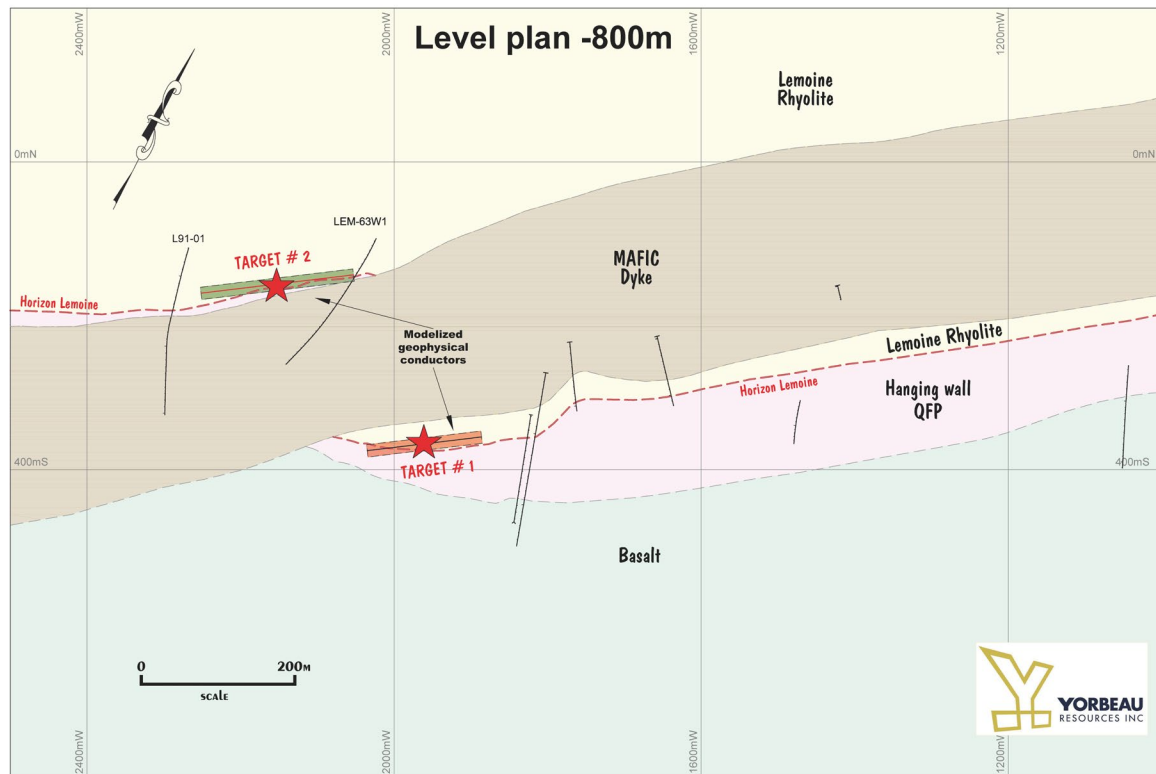 2400mW
2000mW
Level plan -800m
1600mW
1200mW
Lemoine
Rhyolite
0mN
0mN
LEM-63W1
L91-01
TARGET # 2
MAFIC
Dyke
Horizon Lemoine
Modelized
geophysical
conductors
Lemoine Rhyolite
Horizon Lemoine
Hanging wall
QFP
TARGET # 1
400mS
400mS
Basalt
0
200M
SCALE
YORBEAU
RESOURCES INC
2400mW
2000mW
1600mW
1200mW